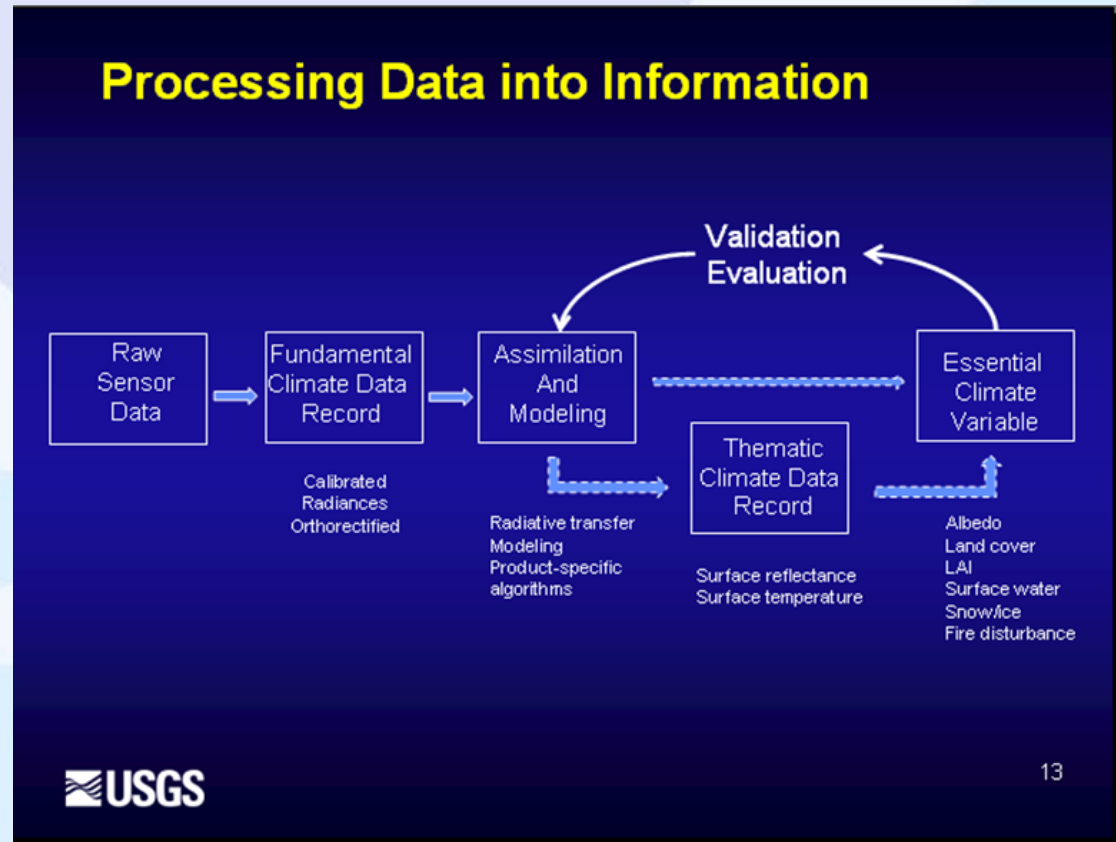 Processing Data into Information
Validation
Evaluation
Raw
Sensor
Data
Fundamental
Climate Data
Record
Assimilation
And
Modeling
Essential
Climate
Variable
Thematic
Climate Data
Record
Calibrated
Radiances
Orthorectified
Radiative transfer
Modeling
Product-specific
algorithms
Surface reflectance
Surface temperature
Albedo
Land cover
LAI
Surface water
Snow/ice
Fire disturbance
USGS
13